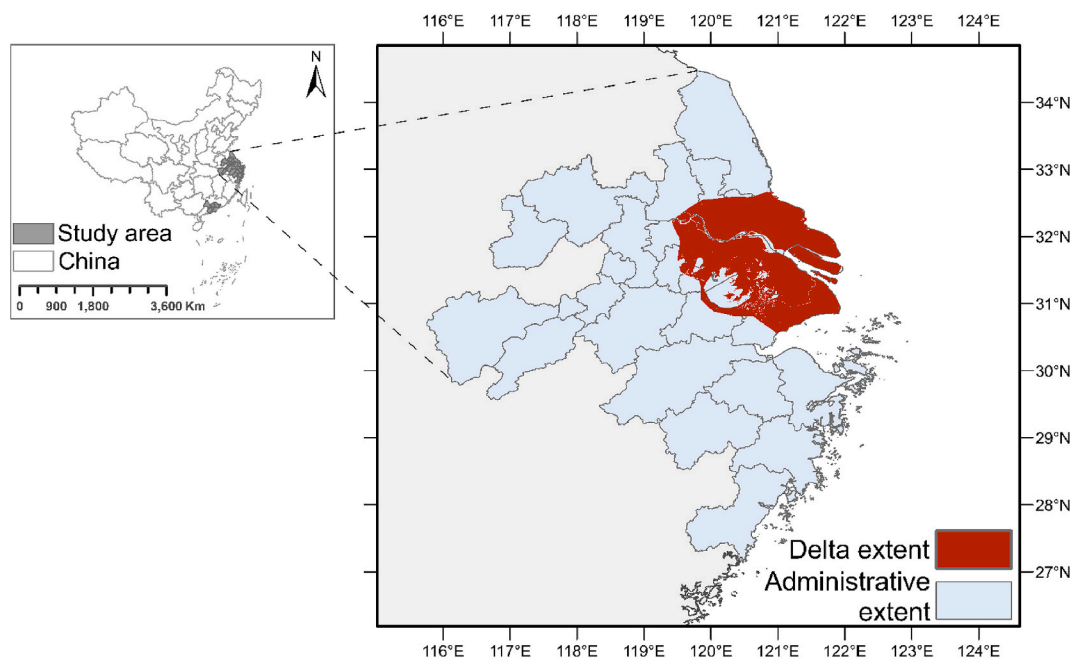 116°E 117°E 118°E 119°E 120°E 121°E 122°E 123°E 124°E
N
Study area
China
0 900 1,800 3,600 Km
34°N
33°N
32°N
31°N
30°N
29°N
28°N
27°N
Delta extent
Administrative
extent
116°E 117°E 118°E 119°E 120°E 121°E 122°E 123°E 124°E